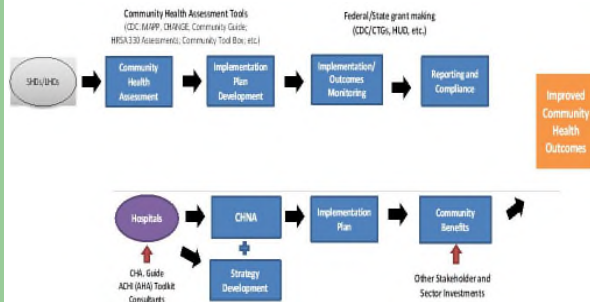 Community Health Assessment Tools
(CDC: MAPP, CHANGE, Community Guide;
HRSA 330 Assessments; Community Tool Box; etc.)
Federal/State grant making
(CDC/CTGs, HUD, etc.)
SHDs/LHDs
Community
Health
Assessment
Implementation
Plan
Development
Implementation/
Outcomes
Monitoring
Reporting and
Compliance
Improved
Community
Health
Outcomes
Hospitals
CHNA
Implementation
Plan
Community
Benefits
Strategy
Development
CHA, Guide
ACHI (AHA) Toolkit
Consultants
Other Stakeholder and
Sector Investments